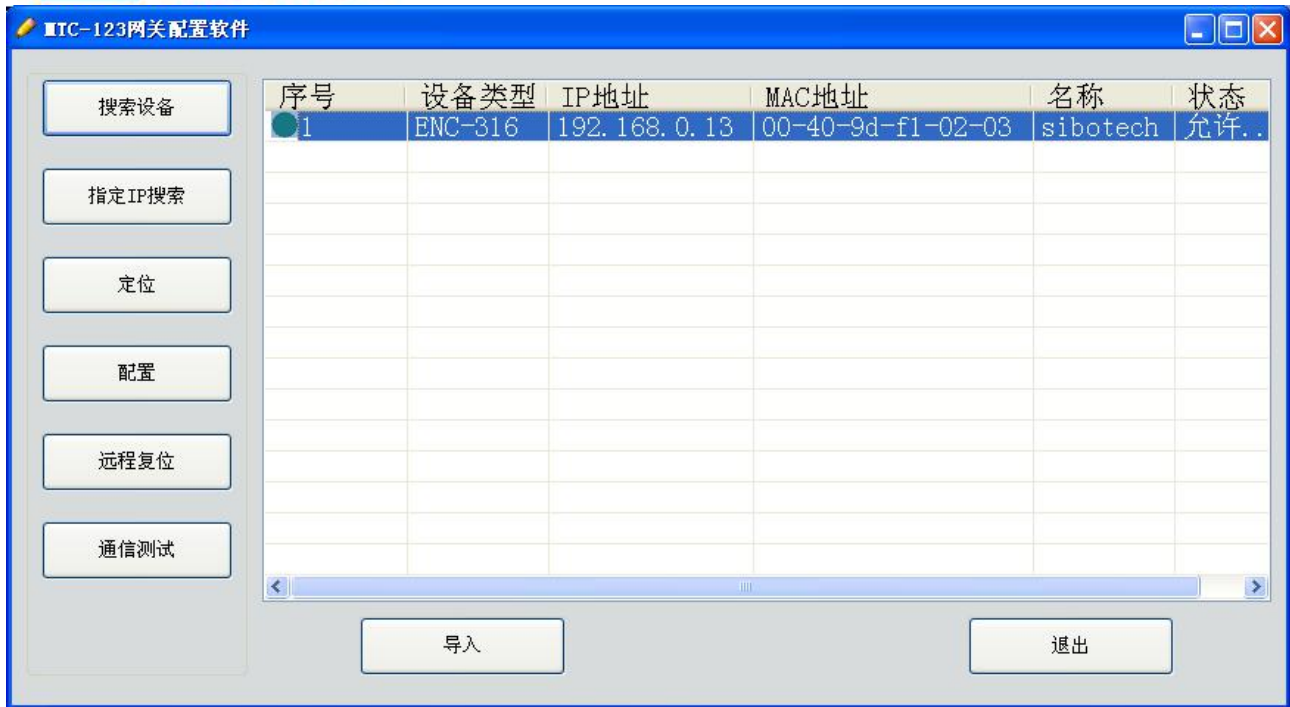 MTC-123网关配置软件
搜索设备
指定IP搜索
定位
配置
远程复位
通信测试
序号 设备类型 IP地址 MAC地址 名称 状态
1 ENC-316 192.168.0.13 00-40-9d-f1-02-03 sibotech 允许..
导入 退出